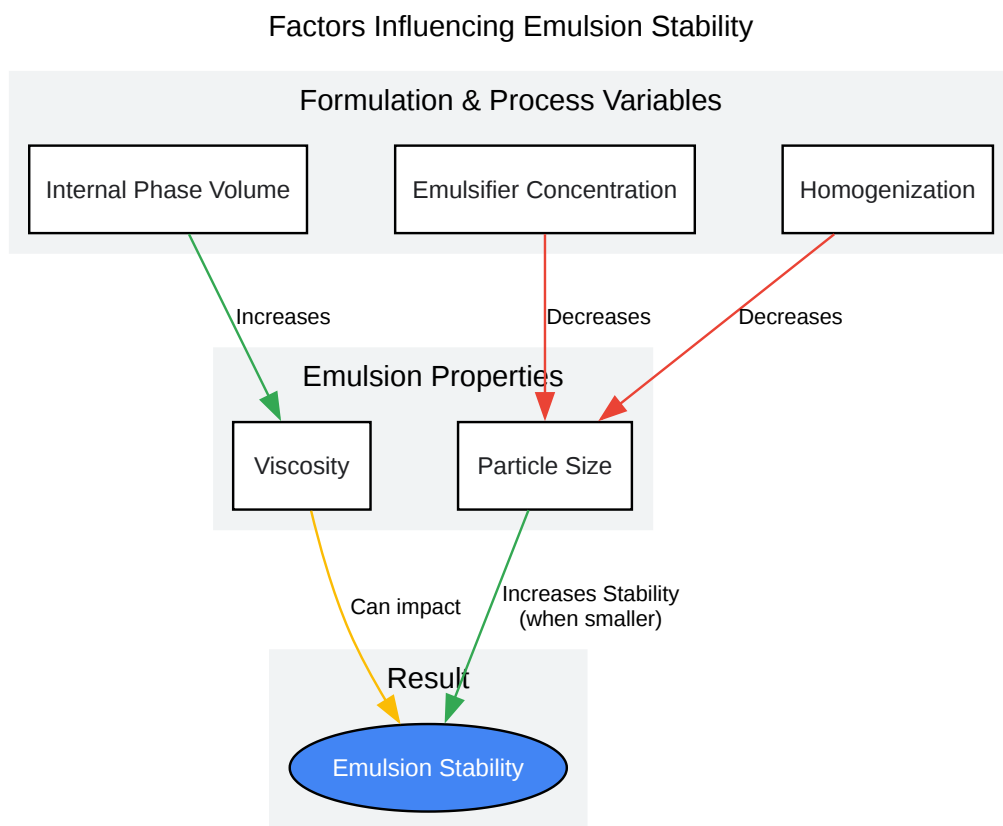 Factors Influencing Emulsion Stability
Formulation & Process Variables
Internal Phase Volume
Emulsifier Concentration
Homogenization
Increases
Decreases
Decreases
Emulsion Properties
Viscosity
Particle Size
Can impact
Increases Stability
(when smaller)
Result
Emulsion Stability